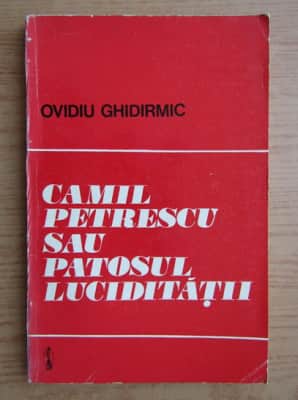 OVIDIU GHIDIRMIC
CAMIL
PETRESCU
SAU
PATOSUL
LUCIDITĂȚII